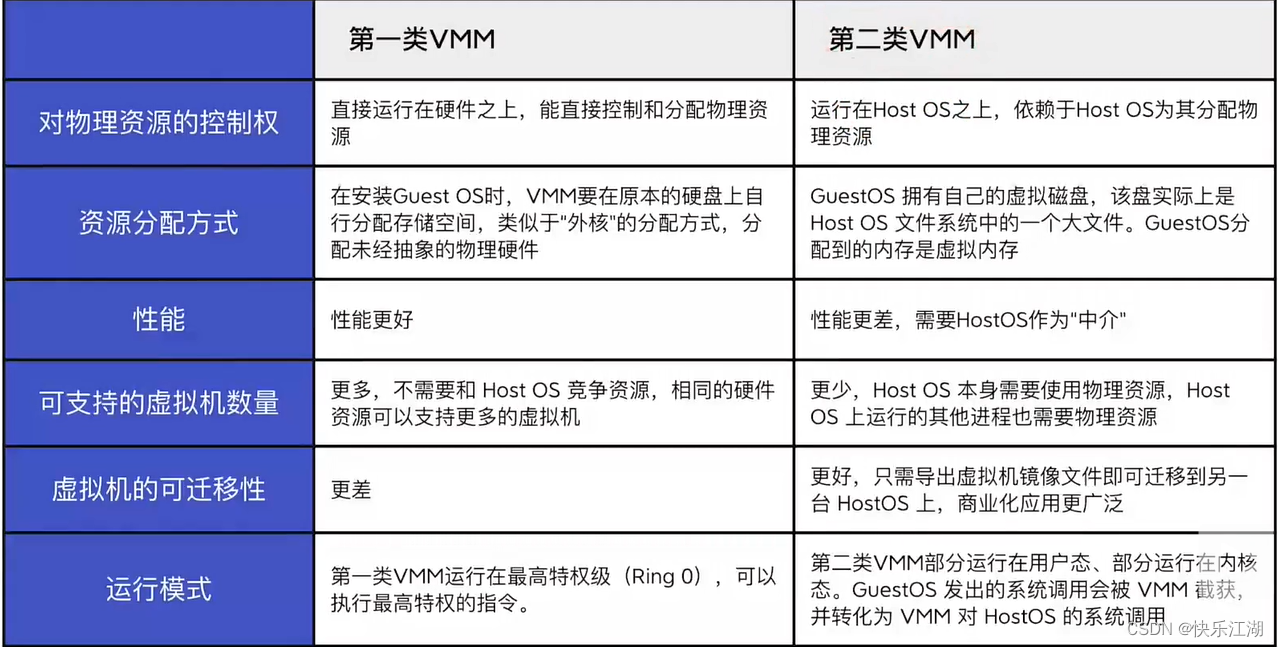 第一类VMM
第二类VMM
对物理资源的控制权
直接运行在硬件之上，能直接控制和分配物理资
源
运行在Host OS之上，依赖于Host OS为其分配物
理资源
资源分配方式
在安装Guest OS时，VMM要在原本的硬盘上自
行分配存储空间，类似于"外核"的分配方式，分
配未经抽象的物理硬件
GuestOS 拥有自己的虚拟磁盘，该盘实际上是
Host OS 文件系统中的一个大文件。GuestOS分
配到的内存是虚拟内存
性能
性能更好
性能更差，需要HostOS作为"中介"
可支持的虚拟机数量
更多，不需要和 Host OS 竞争资源，相同的硬件
资源可以支持更多的虚拟机
更少，Host OS 本身需要使用物理资源，Host
OS 上运行的其他进程也需要物理资源
虚拟机的可迁移性
更差
更好，只需导出虚拟机镜像文件即可迁移到另一
台 HostOS 上，商业化应用更广泛
运行模式
第一类VMM运行在最高特权级（Ring 0），可以
执行最高特权的指令。
第二类VMM部分运行在用户态、部分运行在内核
态。GuestOS 发出的系统调用会被 VMM 截获，
并转化为 VMM 对 HostOS 的系统调用
CSDN @快乐江湖